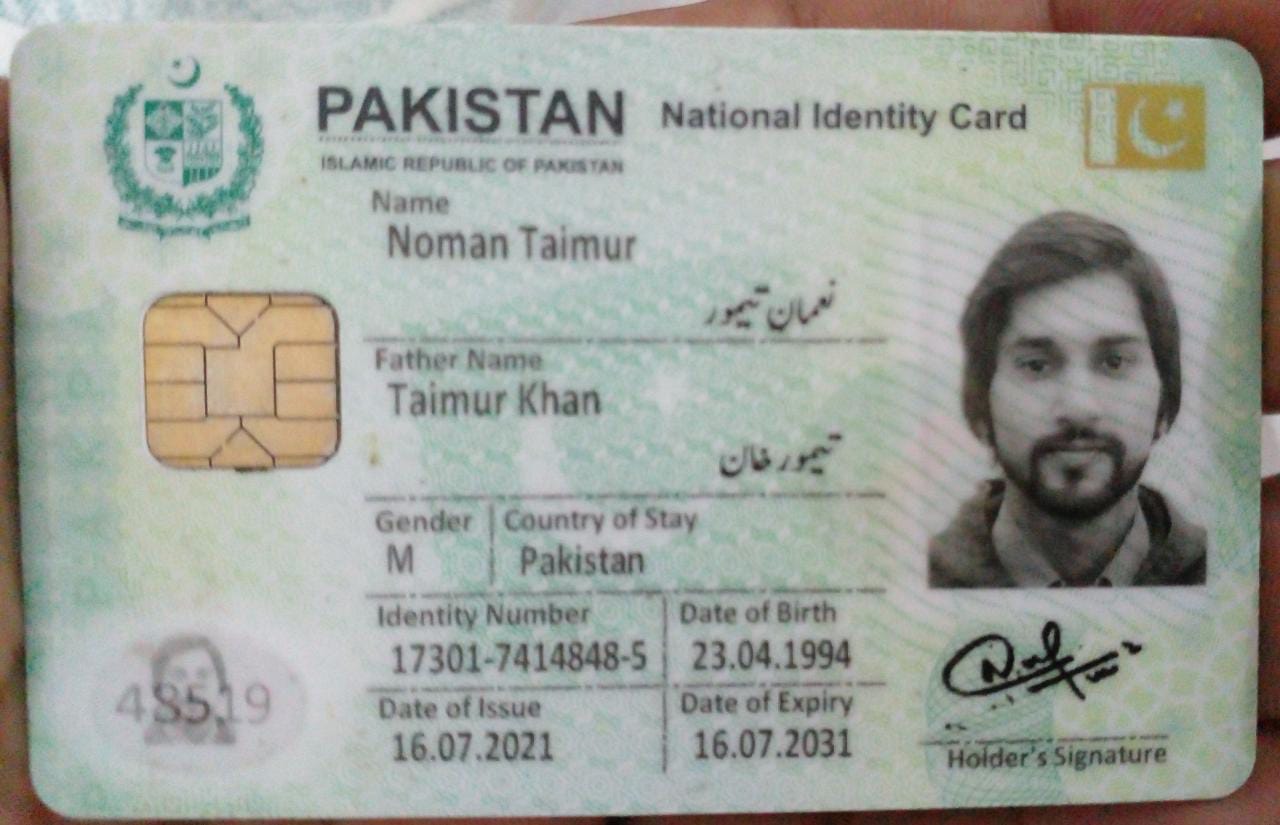 PAKISTAN National Identity Card
ISLAMIC REPUBLIC OF PAKISTAN
Name
Noman Taimur
نعمان تیمور
Father Name
Taimur Khan
تیمور خان
Gender Country of Stay
M Pakistan
Identity Number Date of Birth
17301-7414848-5 23.04.1994
Date of Issue Date of Expiry
16.07.2021 16.07.2031
Holder's Signature